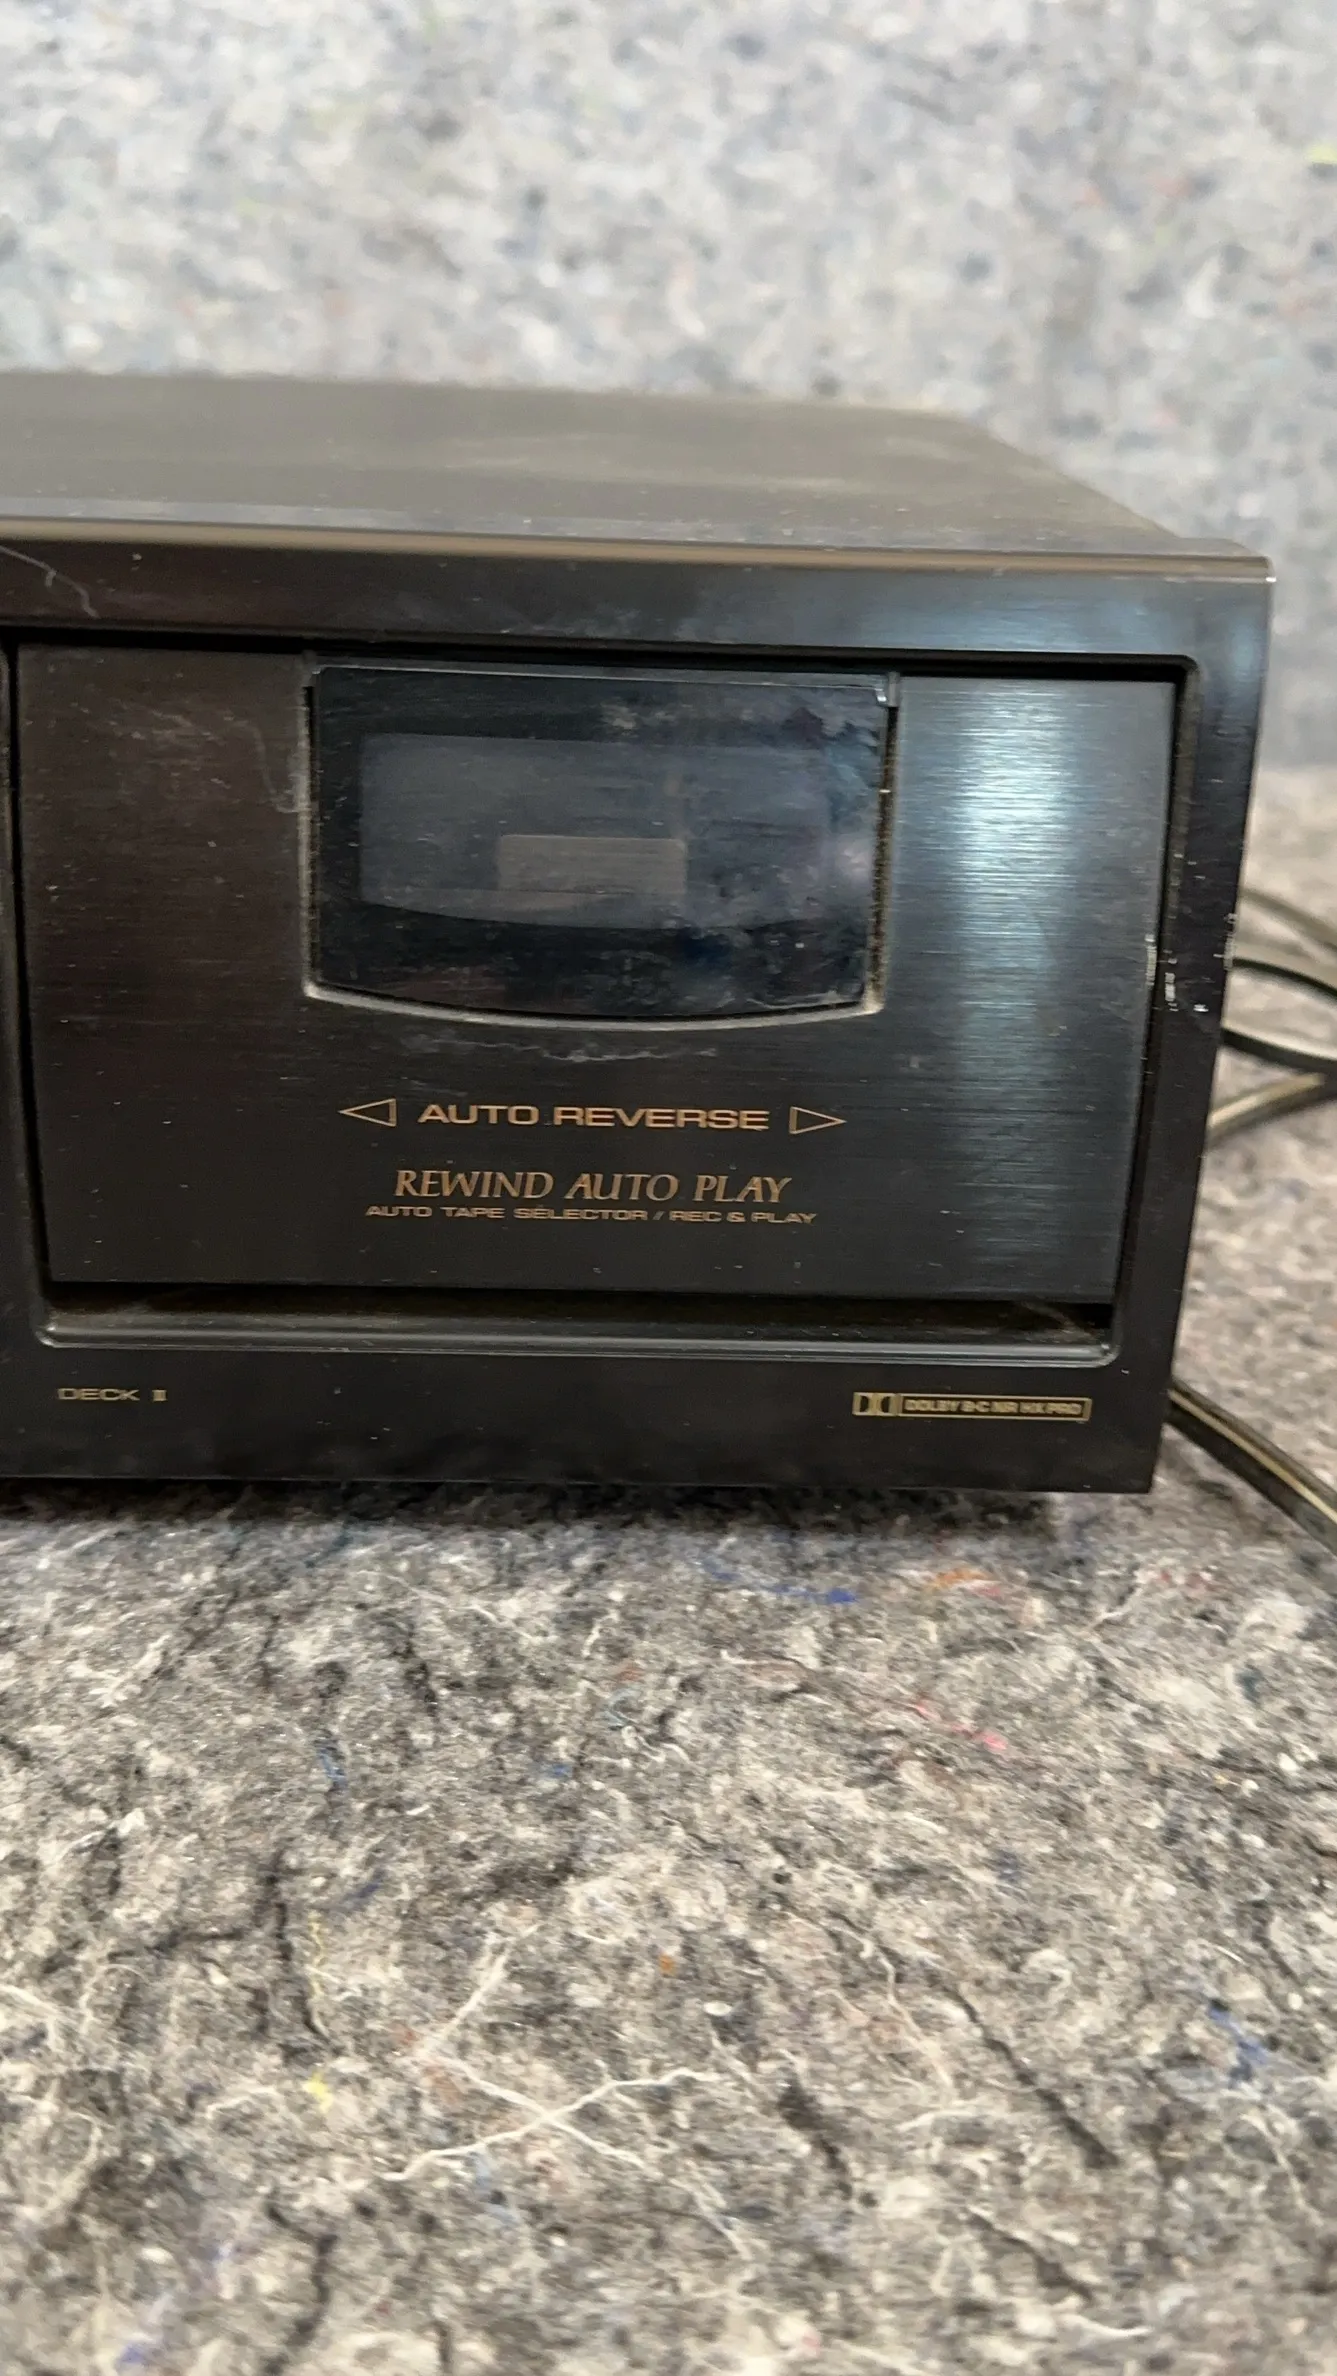 AUTO REVERSE
REWIND AUTO PLAY
AUTO TAPE SELECTOR / REC & PLAY
DECK II
DOLBY B·C NR HX PRO